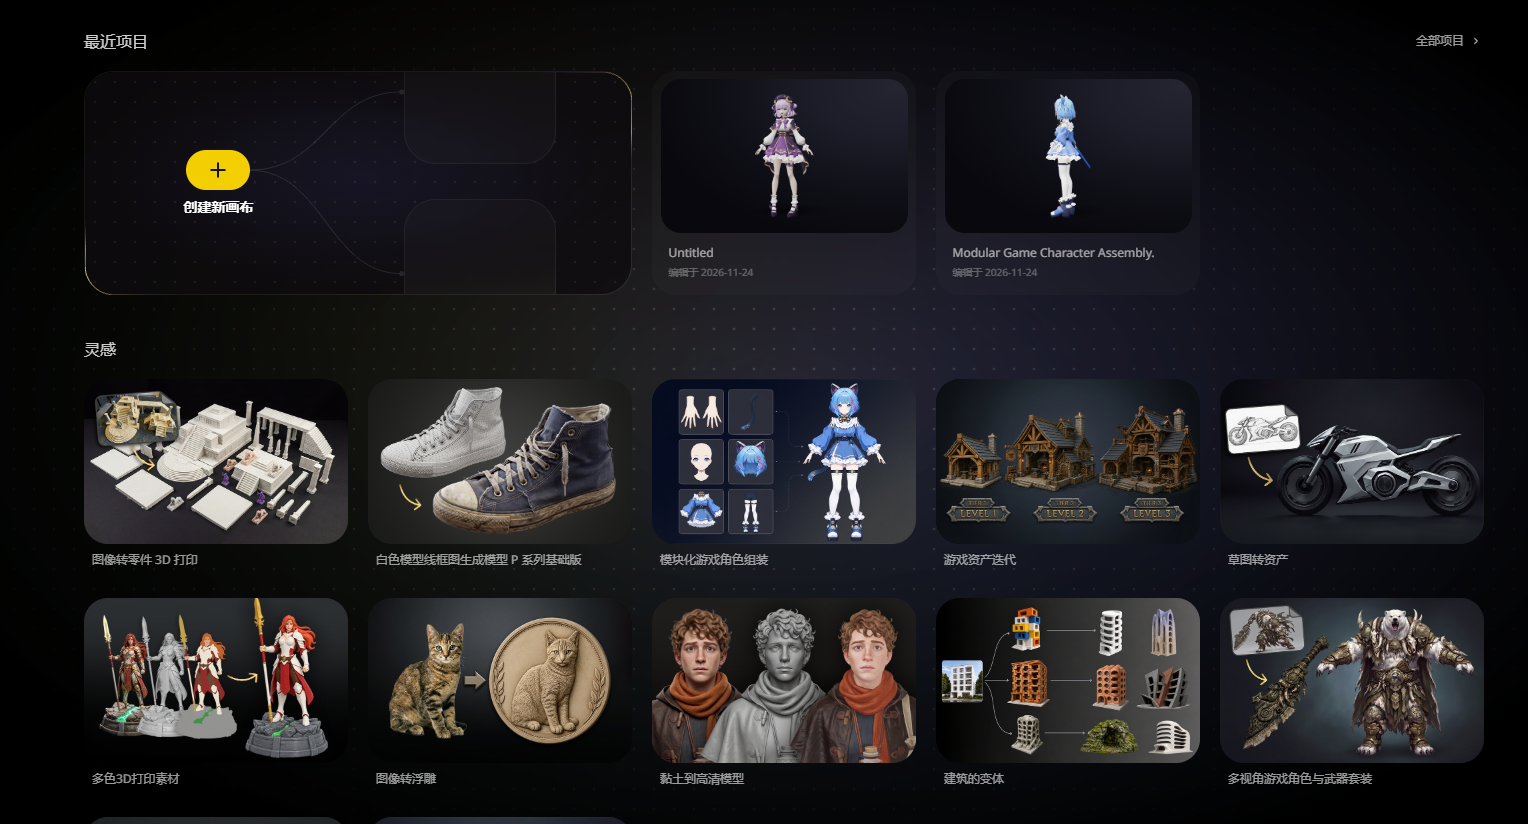 最近项目
全部项目 ›
创建新画布
Untitled
编辑于 2026-11-24
Modular Game Character Assembly.
编辑于 2026-11-24
灵感
LEVEL 1
LEVEL 2
LEVEL 3
图像转零件 3D 打印
白色模型线框图生成模型 P 系列基础版
模块化游戏角色组装
游戏资产迭代
草图转资产
多色3D打印素材
图像转浮雕
黏土到高清模型
建筑的变体
多视角游戏角色与武器套装